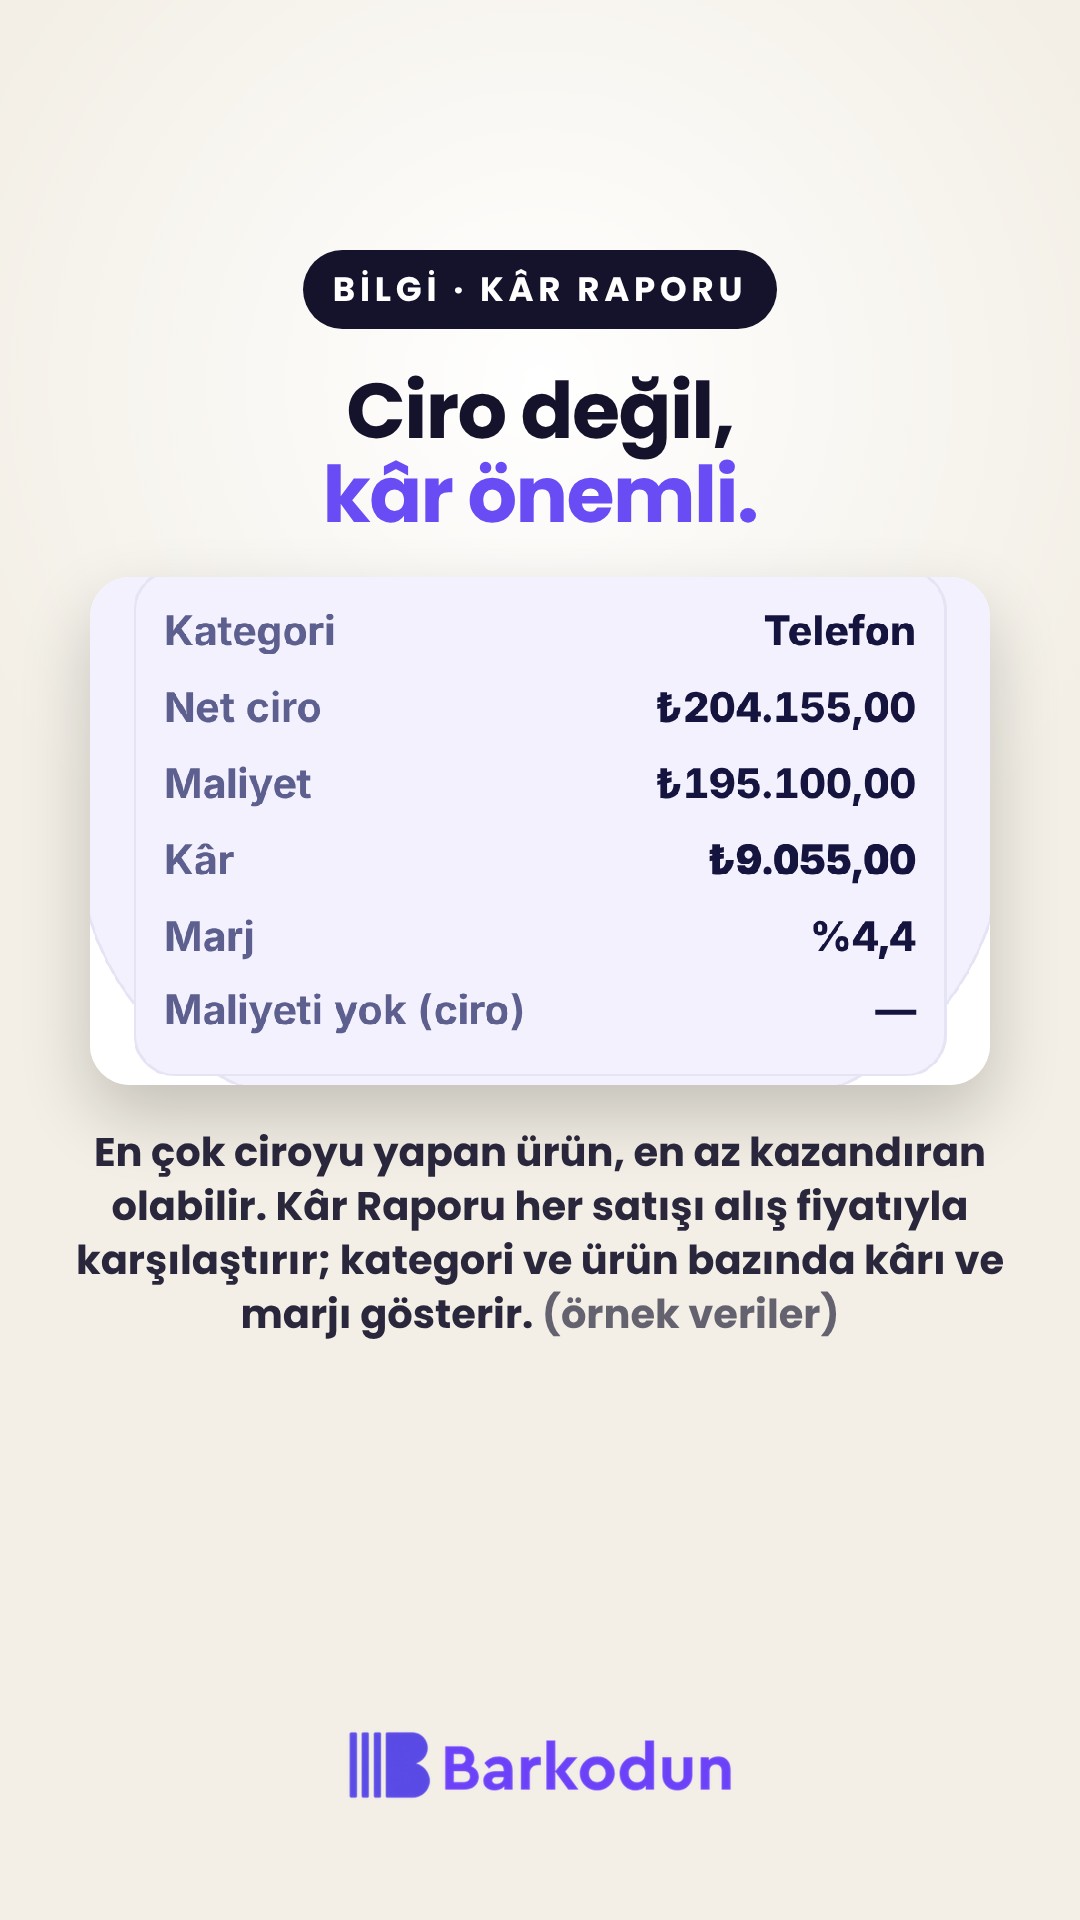 BİLGİ · KÂR RAPORU
Ciro değil,
kâr önemli.
Kategori Telefon
Net ciro ₺204.155,00
Maliyet ₺195.100,00
Kâr ₺9.055,00
Marj %4,4
Maliyeti yok (ciro) —
En çok ciroyu yapan ürün, en az kazandıran
olabilir. Kâr Raporu her satışı alış fiyatıyla
karşılaştırır; kategori ve ürün bazında kârı ve
marjı gösterir. (örnek veriler)
Barkodun